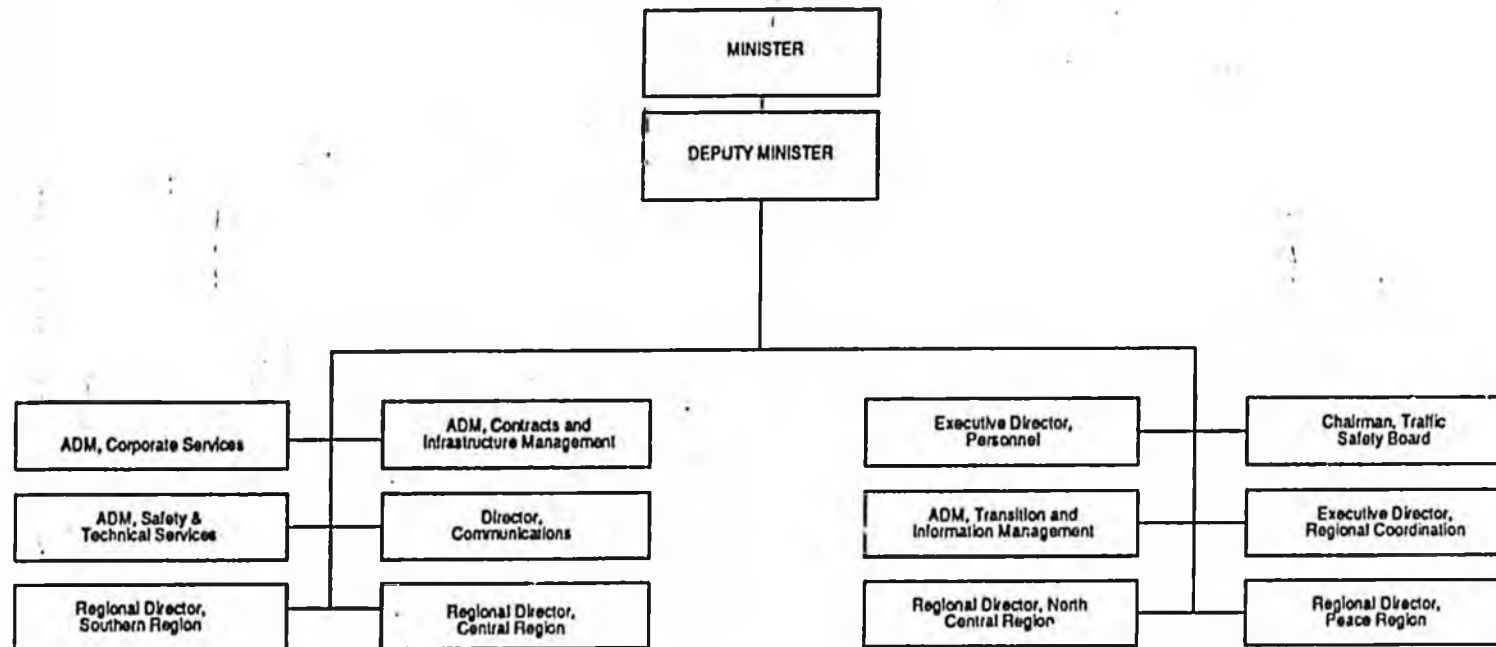 MINISTER
DEPUTY MINISTER
ADM, Corporate Services
ADM, Contracts and
Infrastructure Management
Executive Director,
Personnel
Chairman, Traffic
Safety Board
ADM, Safety &
Technical Services
Director,
Communications
ADM, Transition and
Information Management
Executive Director,
Regional Coordination
Regional Director,
Southern Region
Regional Director,
Central Region
Regional Director, North
Central Region
Regional Director,
Peace Region